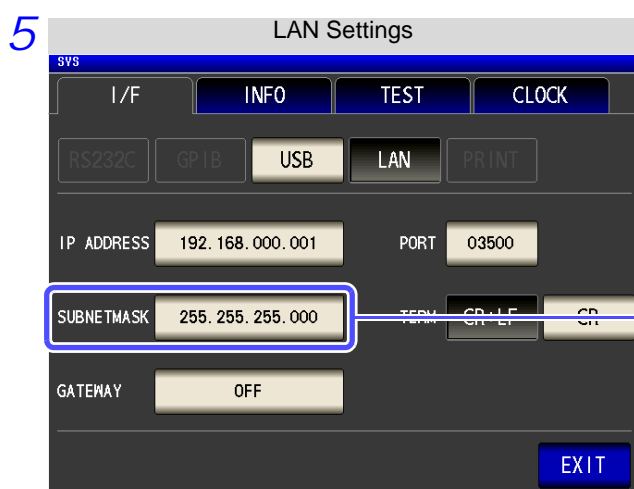 5
LAN Settings
SYS
I/F INFO TEST CLOCK
RS232C GPIB USB LAN PRINT
IP ADDRESS 192.168.000.001 PORT 03500
SUBNETMASK 255.255.255.000 TERM CR+LF CR
GATEWAY OFF
EXIT